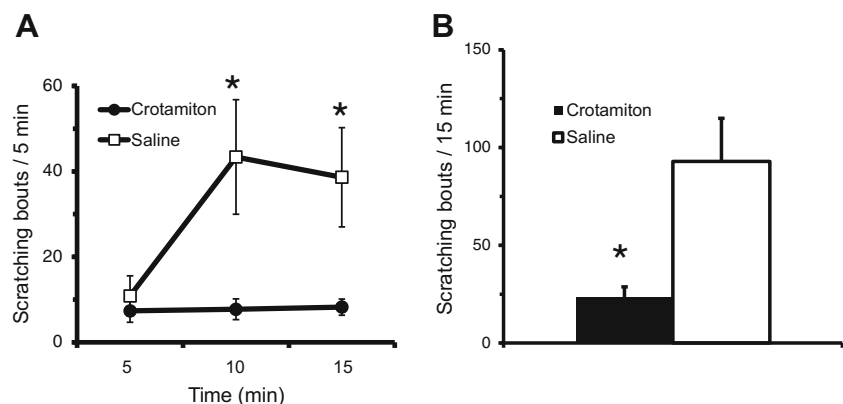 A
Scratching bouts / 5 min
60
40
20
0
Crotamiton
Saline
*
*
5 10 15
Time (min)
B
Scratching bouts / 15 min
150
100
50
0
Crotamiton
Saline
*